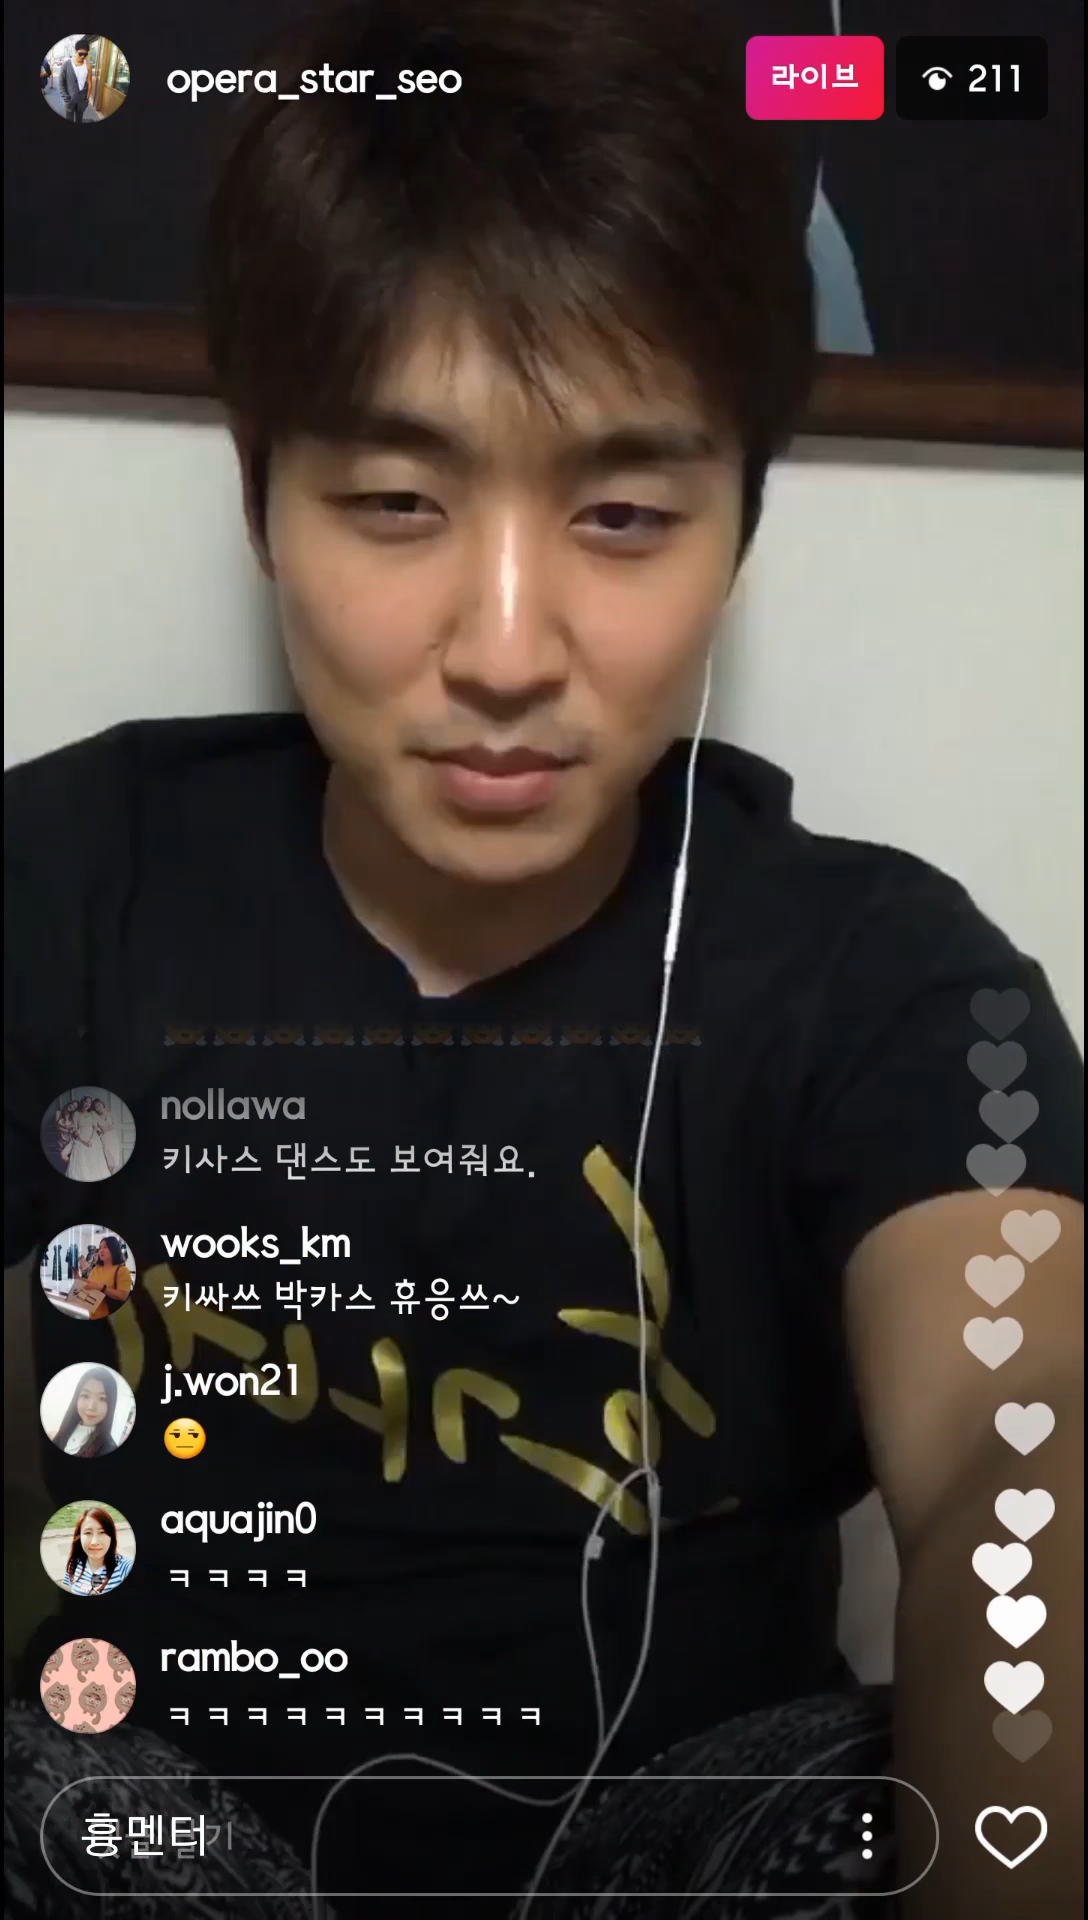 opera_star_seo
라이브
211
nollawa
키사스 댄스도 보여줘요.
wooks_km
키싸쓰 박카스 휴응쓰~
j.won21
aquajin0
ㅋㅋㅋㅋ
rambo_oo
ㅋㅋㅋㅋㅋㅋㅋㅋㅋㅋ
흉멘터